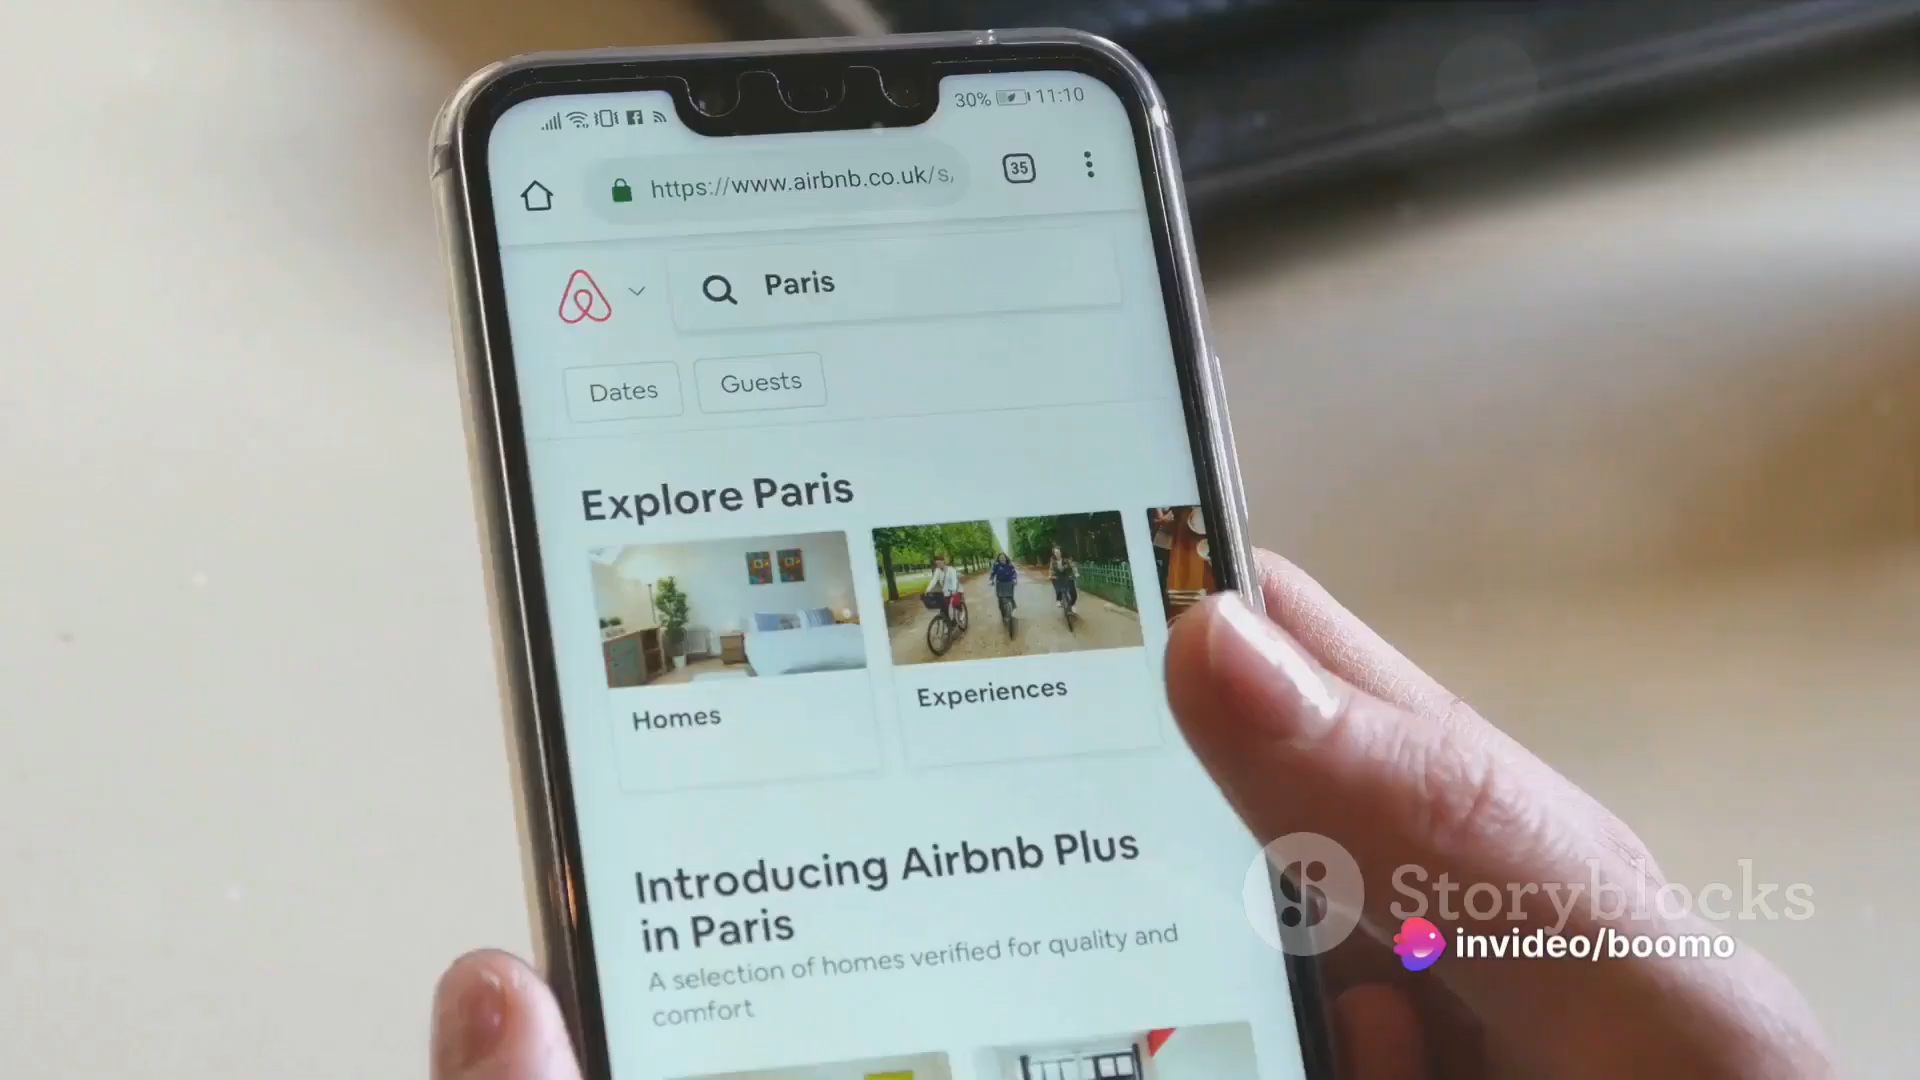 30% 11:10
https://www.airbnb.co.uk/s,
35
Paris
Dates
Guests
Explore Paris
Homes
Experiences
Introducing Airbnb Plus
in Paris
A selection of homes verified for quality and
comfort
Storyblocks
invideo/boomo